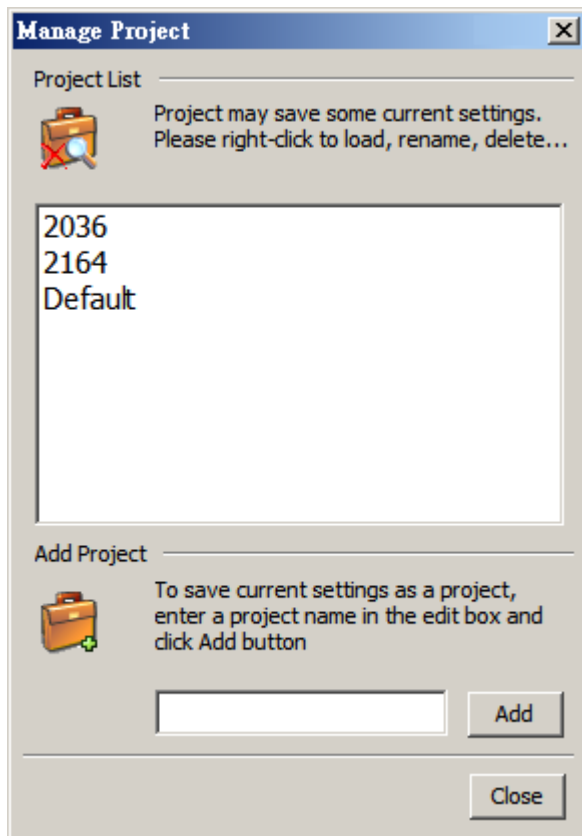 Manage Project
Project List
Project may save some current settings.
Please right-click to load, rename, delete...
2036
2164
Default
Add Project
To save current settings as a project,
enter a project name in the edit box and
click Add button
Add
Close